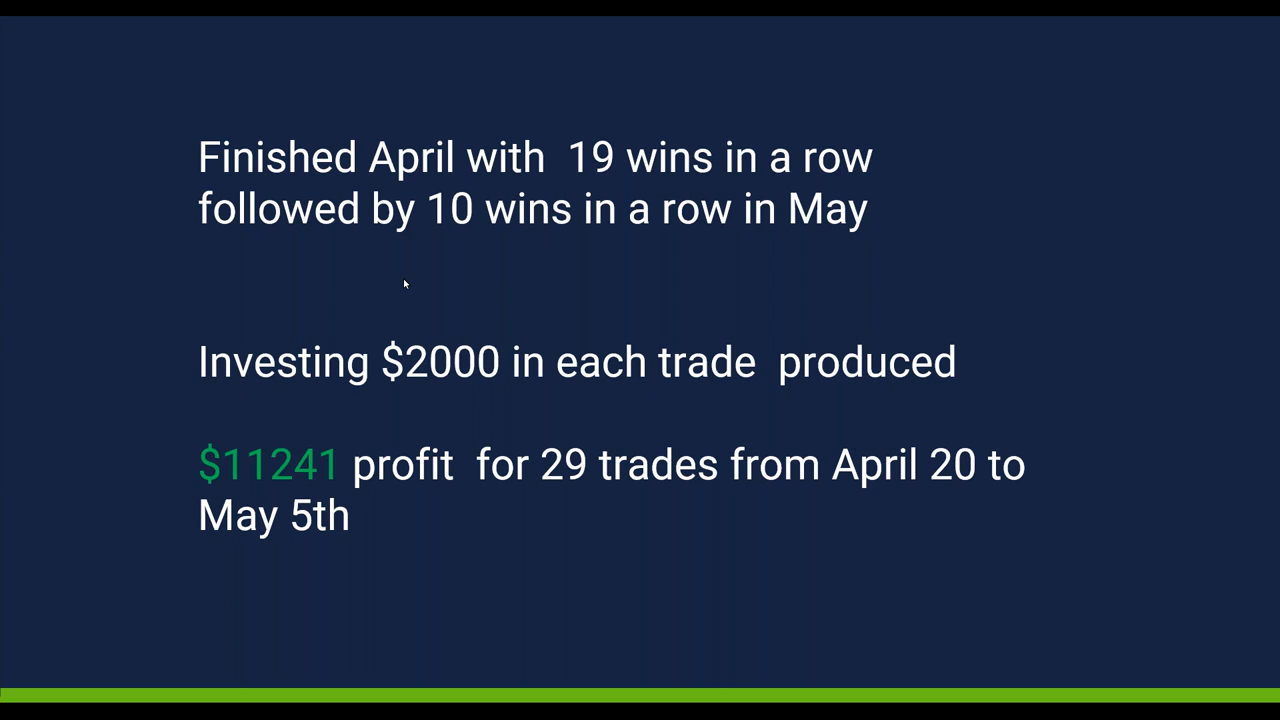 Finished April with  19 wins in a row
followed by 10 wins in a row in May
Investing $2000 in each trade  produced
$11241 profit  for 29 trades from April 20 to
May 5th